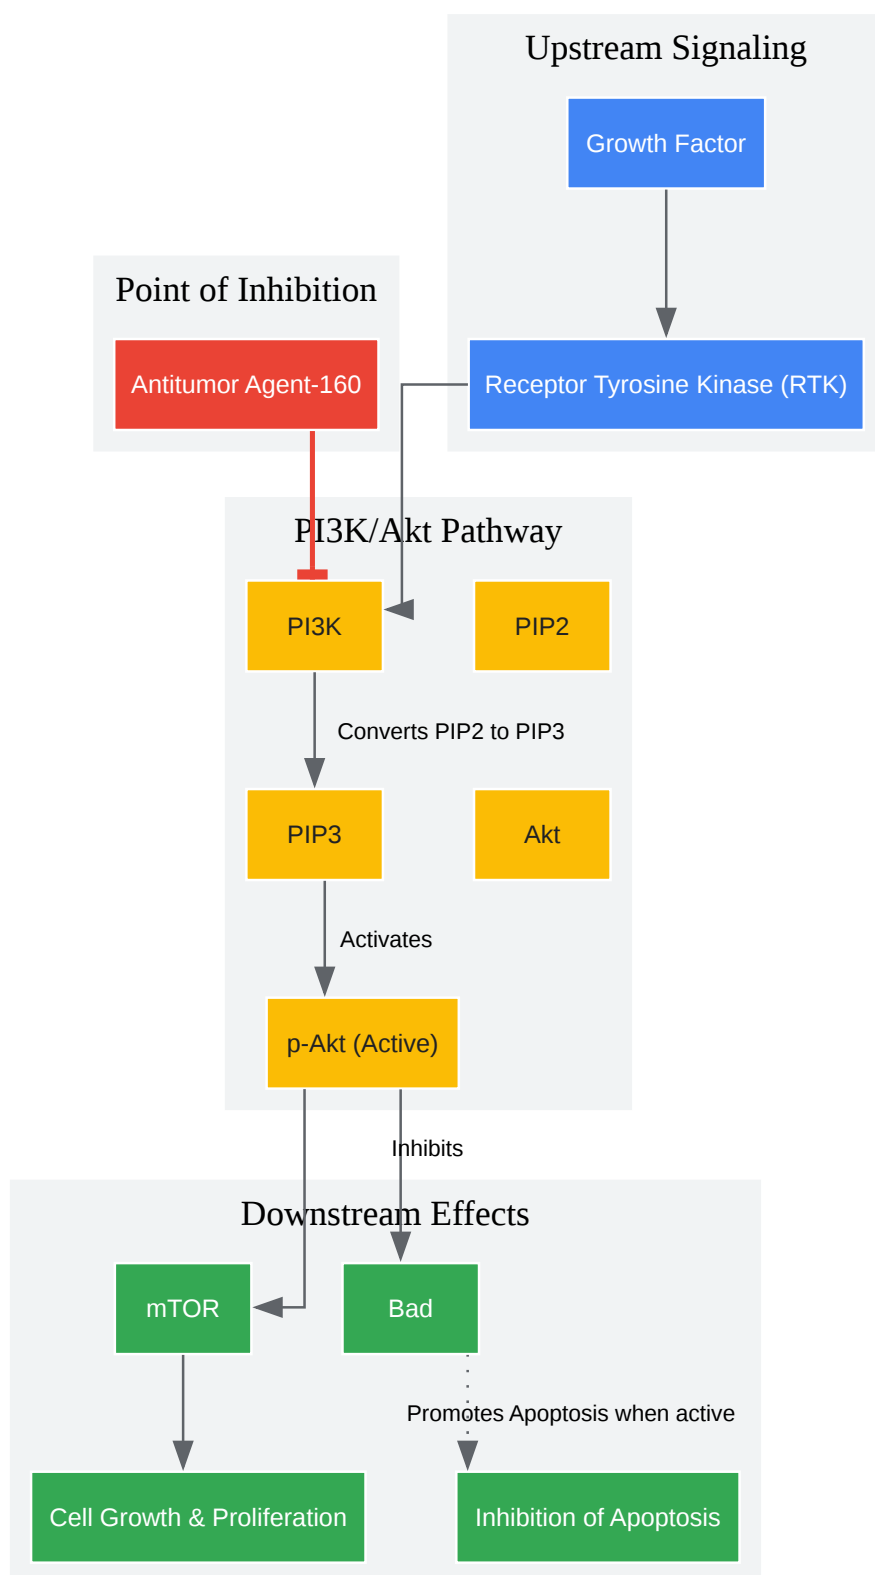 Upstream Signaling
Growth Factor
Point of Inhibition
Antitumor Agent-160
Receptor Tyrosine Kinase (RTK)
PI3K/Akt Pathway
PI3K
PIP2
Converts PIP2 to PIP3
PIP3
Akt
Activates
p-Akt (Active)
Inhibits
Downstream Effects
mTOR
Bad
Promotes Apoptosis when active
Cell Growth & Proliferation
Inhibition of Apoptosis